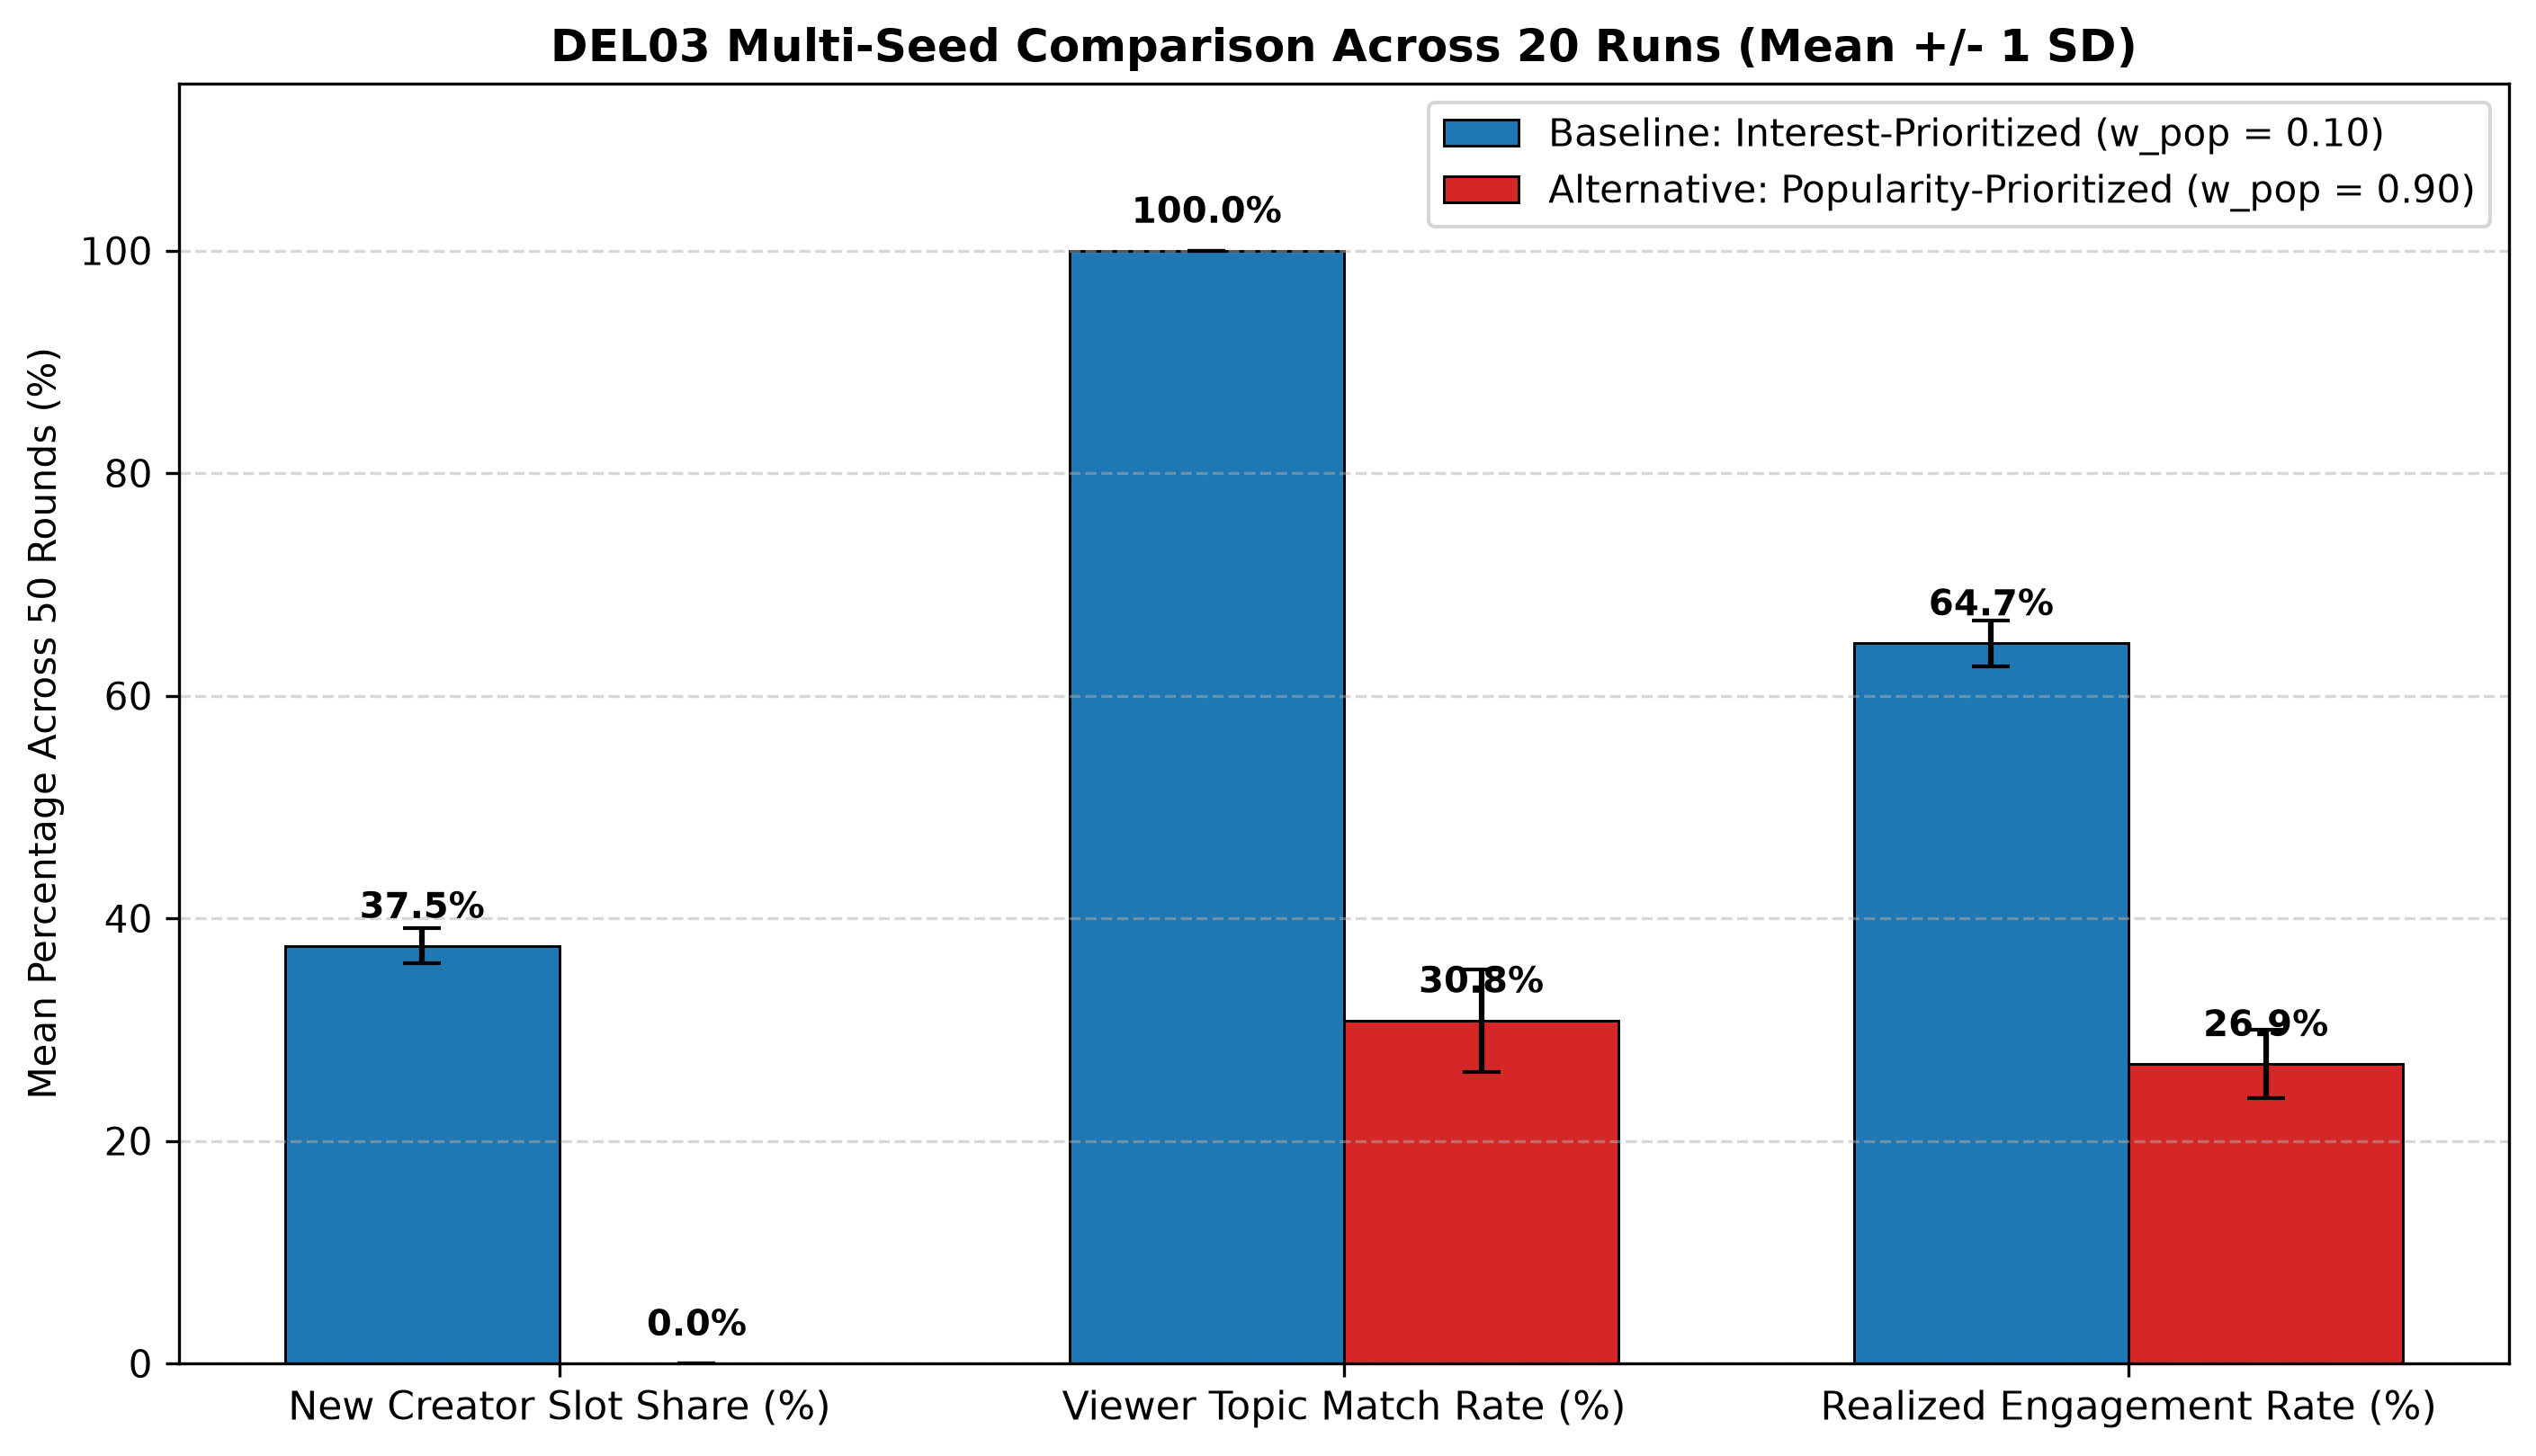 DEL03 Multi-Seed Comparison Across 20 Runs (Mean +/- 1 SD)
Baseline: Interest-Prioritized (w_pop = 0.10)
Alternative: Popularity-Prioritized (w_pop = 0.90)
Mean Percentage Across 50 Rounds (%)
100
80
60
40
20
0
37.5%
0.0%
100.0%
30.8%
64.7%
26.9%
New Creator Slot Share (%)
Viewer Topic Match Rate (%)
Realized Engagement Rate (%)